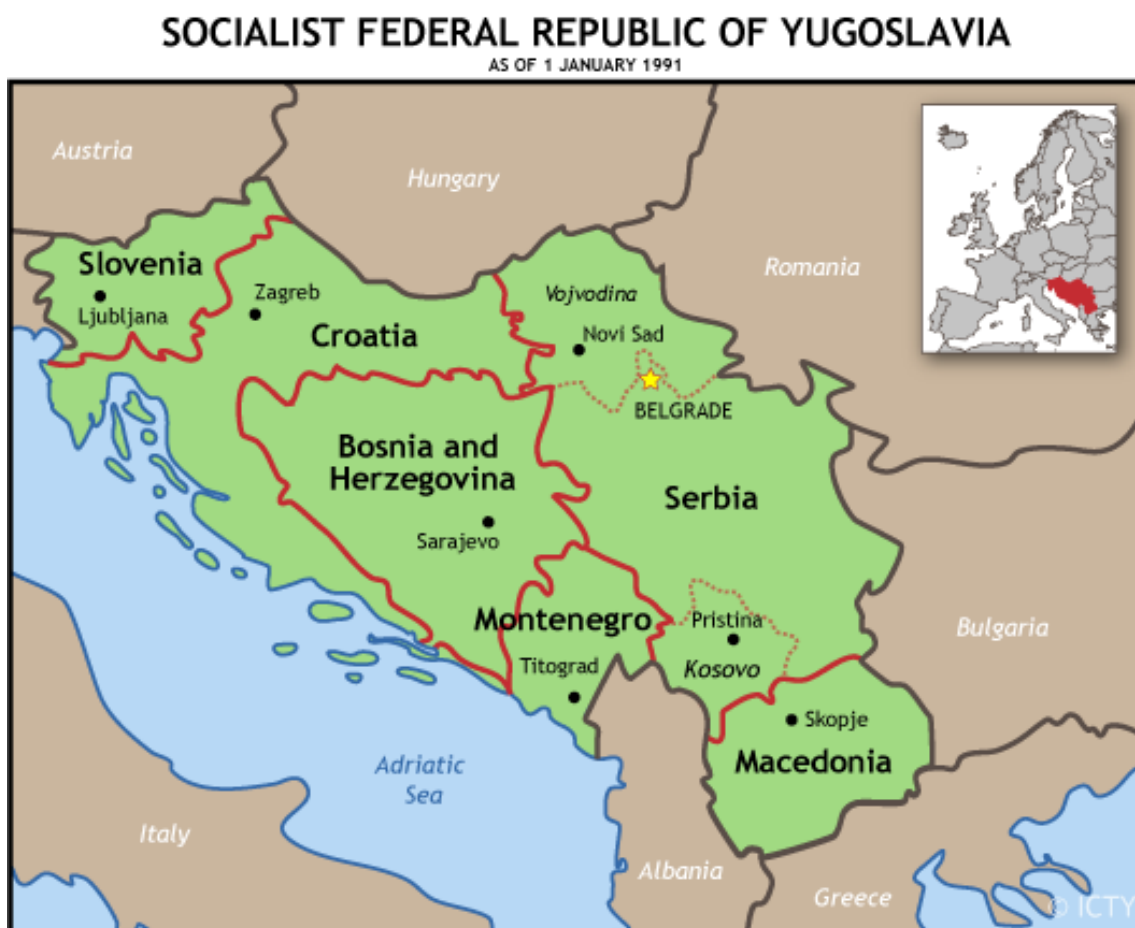 SOCIALIST FEDERAL REPUBLIC OF YUGOSLAVIA
AS OF 1 JANUARY 1991
Austria
Hungary
Romania
Slovenia
Ljubljana
Zagreb
Croatia
Vojvodina
Novi Sad
BELGRADE
Bosnia and
Herzegovina
Sarajevo
Serbia
Montenegro
Titograd
Pristina
Kosovo
Bulgaria
Skopje
Macedonia
Adriatic
Sea
Italy
Albania
Greece
© ICTY